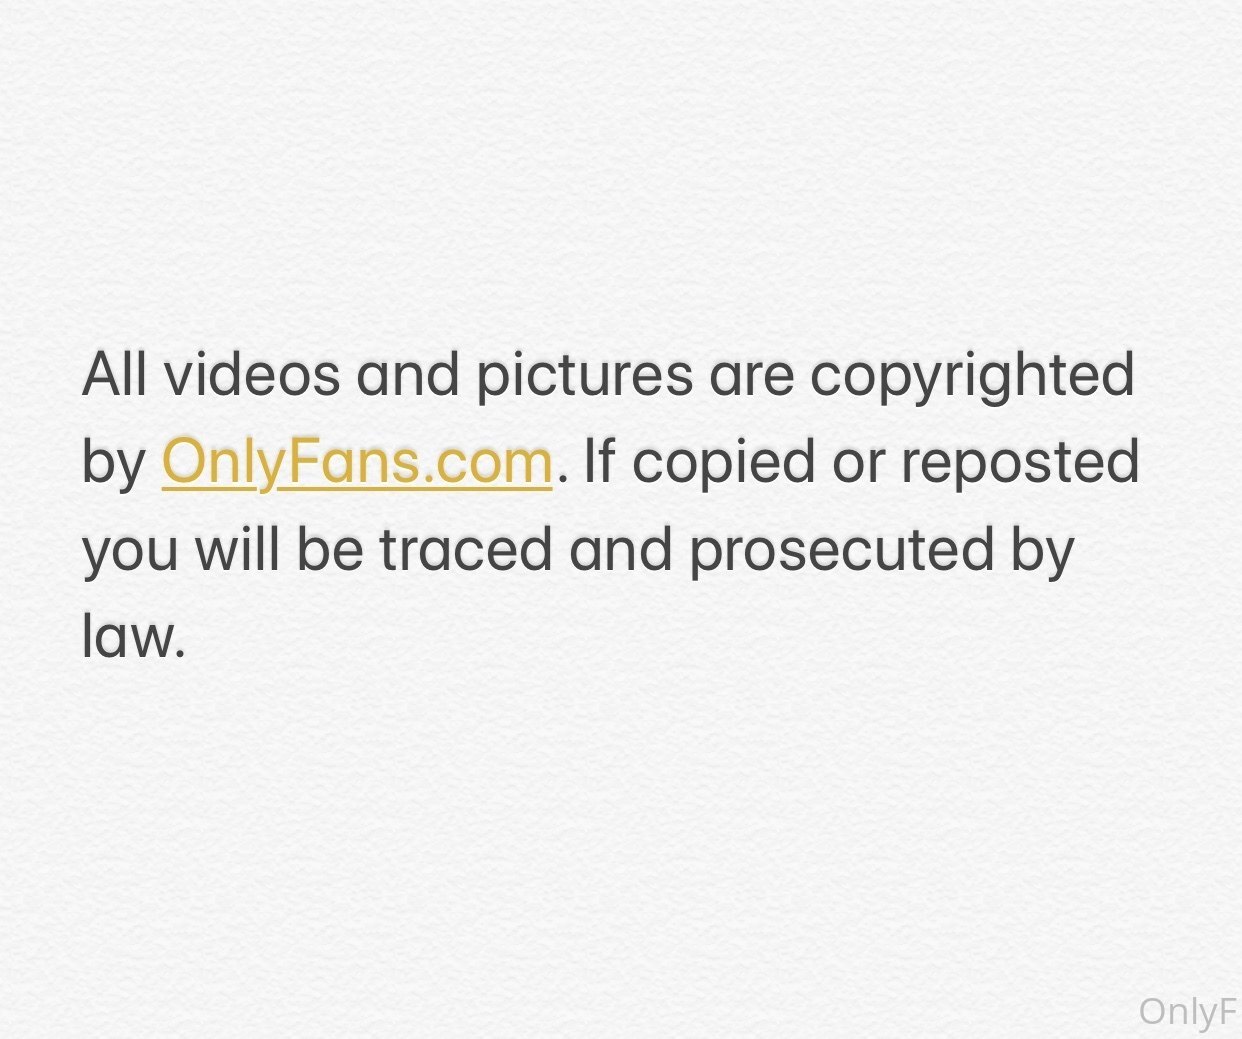 All videos and pictures are copyrighted
by OnlyFans.com. If copied or reposted
you will be traced and prosecuted by
law.
OnlyF